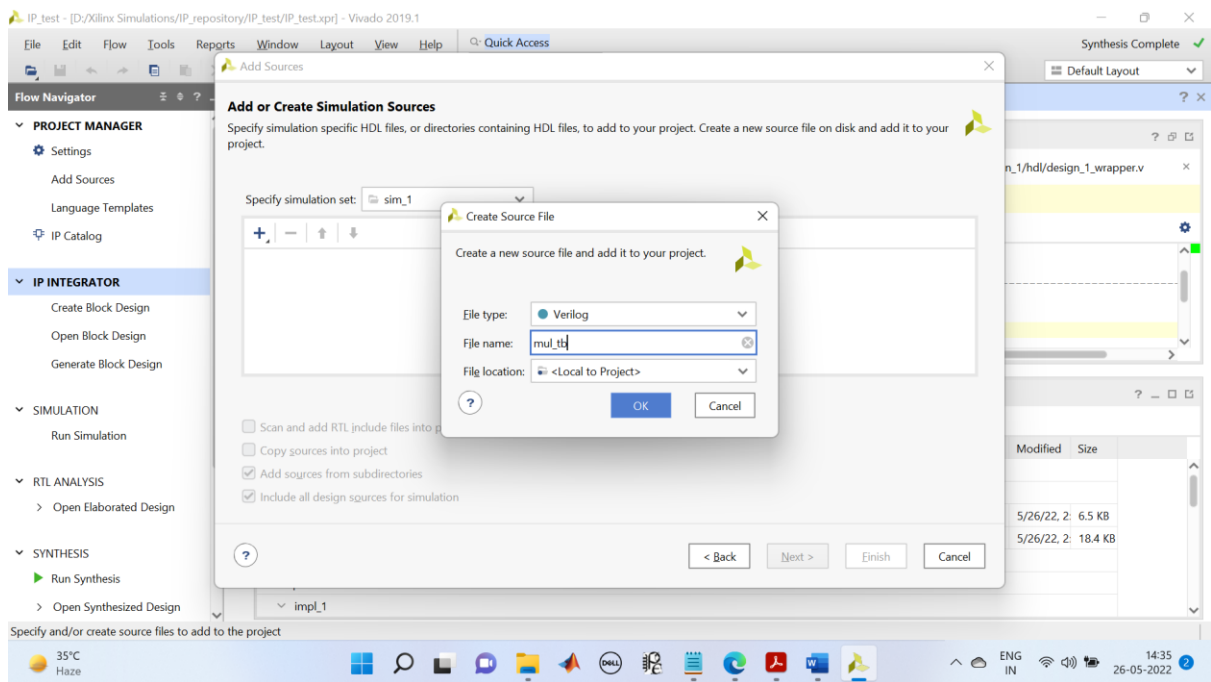 IP_test - [D:/Xilinx Simulations/IP_repository/IP_test/IP_test.xpr] - Vivado 2019.1
File Edit Flow Tools Reports Window Layout View Help Quick Access
Synthesis Complete
Default Layout
Flow Navigator
PROJECT MANAGER
Settings
Add Sources
Language Templates
IP Catalog
IP INTEGRATOR
Create Block Design
Open Block Design
Generate Block Design
SIMULATION
Run Simulation
RTL ANALYSIS
Open Elaborated Design
SYNTHESIS
Run Synthesis
Open Synthesized Design
Add Sources
Add or Create Simulation Sources
Specify simulation specific HDL files, or directories containing HDL files, to add to your project. Create a new source file on disk and add it to your
project.
Specify simulation set: sim_1
Create Source File
Create a new source file and add it to your project.
File type: Verilog
File name: mul_tb
File location: <Local to Project>
? OK Cancel
Scan and add RTL include files into p
Copy sources into project
Add sources from subdirectories
Include all design sources for simulation
? < Back Next > Finish Cancel
n_1/hdl/design_1_wrapper.v
Modified Size
5/26/22, 2: 6.5 KB
5/26/22, 2: 18.4 KB
impl_1
Specify and/or create source files to add to the project
35°C
Haze
DELL
ENG
IN
14:35
26-05-2022
2